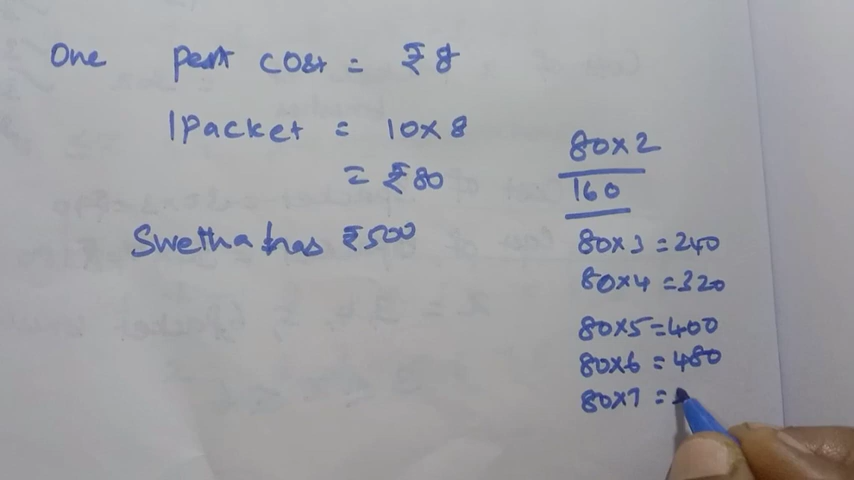 One pen cost = ₹8
1Packet = 10×8
= ₹80
Swetha has ₹500
80×2
160
80×3 = 240
80×4 = 320
80×5 = 400
80×6 = 480
80×7 =